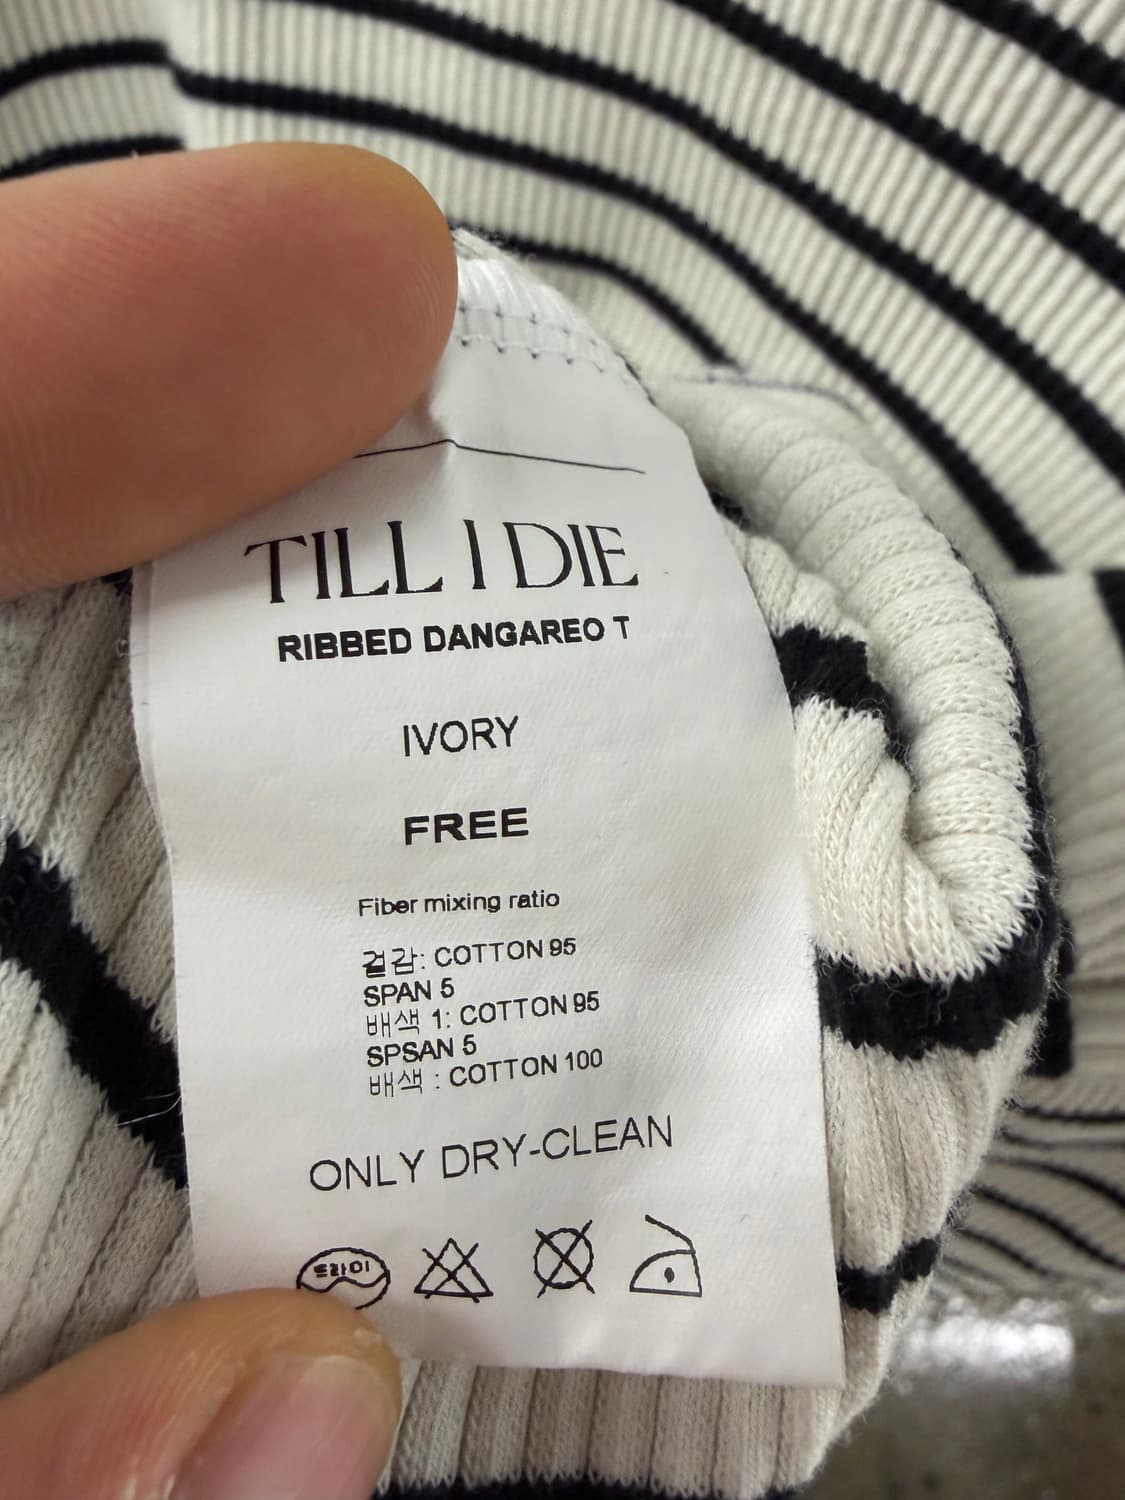 TILL I DIE
RIBBED DANGAREO T
IVORY
FREE
Fiber mixing ratio
겉감: COTTON 95
SPAN 5
배색 1: COTTON 95
SPSAN 5
배색 : COTTON 100
ONLY DRY-CLEAN
드라이